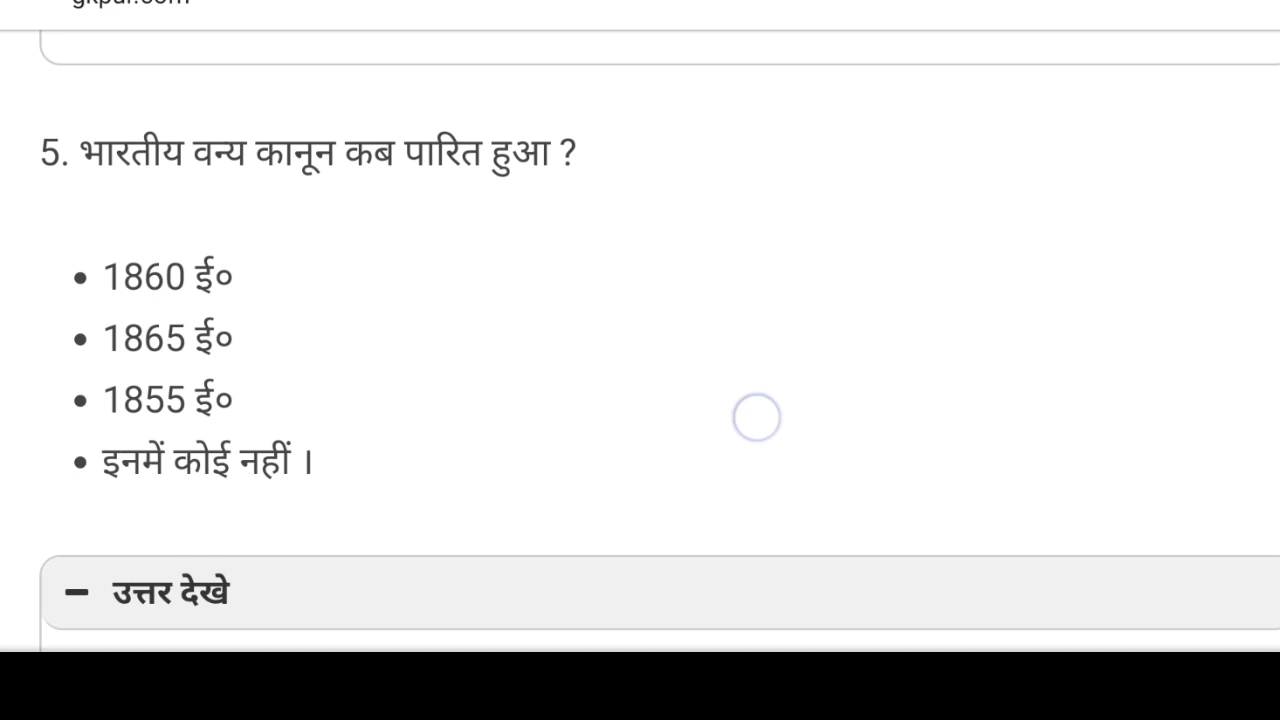 5. भारतीय वन्य कानून कब पारित हुआ ?
1860 ई०
1865 ई०
1855 ई०
इनमें कोई नहीं ।
उत्तर देखे